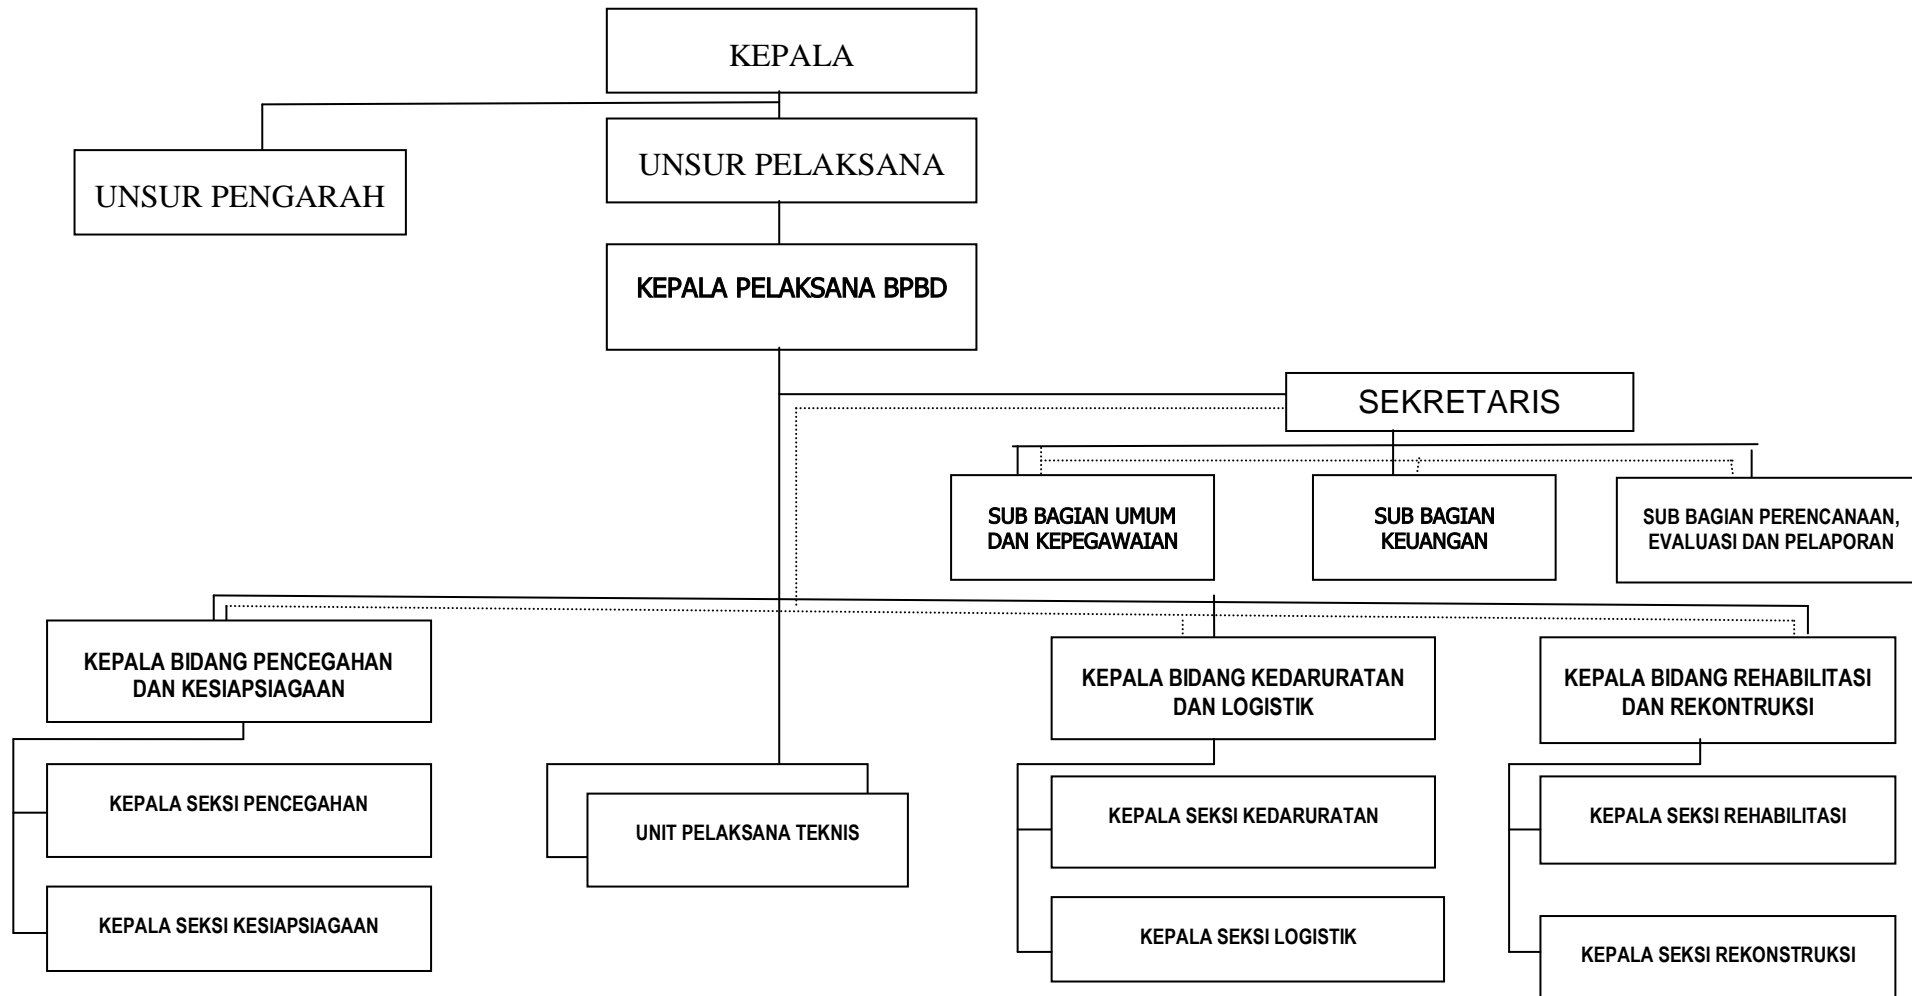 KEPALA
UNSUR PELAKSANA
UNSUR PENGARAH
KEPALA PELAKSANA BPBD
SEKRETARIS
SUB BAGIAN UMUM
DAN KEPEGAWAIAN
SUB BAGIAN
KEUANGAN
SUB BAGIAN PERENCANAAN,
EVALUASI DAN PELAPORAN
KEPALA BIDANG PENCEGAHAN
DAN KESIAPSIAGAAN
KEPALA BIDANG KEDARURATAN
DAN LOGISTIK
KEPALA BIDANG REHABILITASI
DAN REKONTRUKSI
KEPALA SEKSI PENCEGAHAN
UNIT PELAKSANA TEKNIS
KEPALA SEKSI KEDARURATAN
KEPALA SEKSI REHABILITASI
KEPALA SEKSI KESIAPSIAGAAN
KEPALA SEKSI LOGISTIK
KEPALA SEKSI REKONSTRUKSI